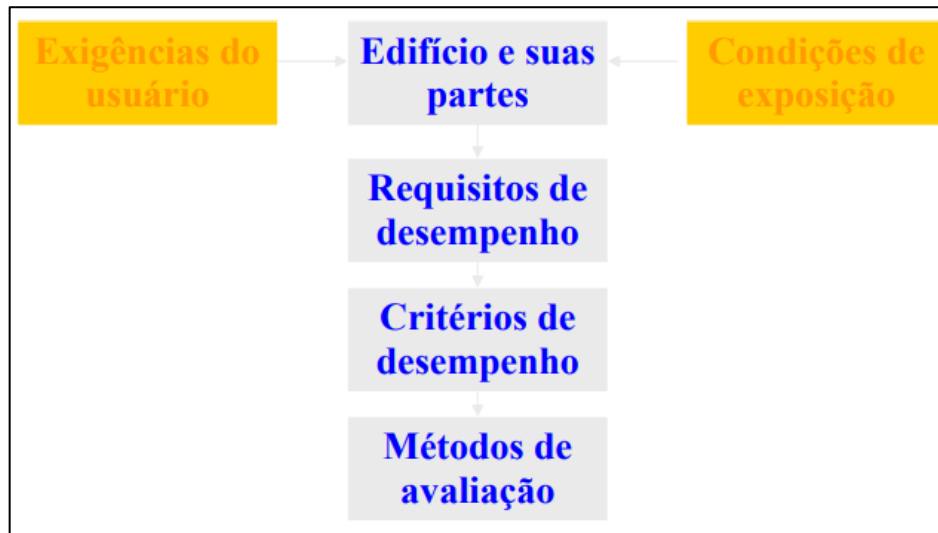 Exigências do
usuário
Edifício e suas
partes
Condições de
exposição
Requisitos de
desempenho
Critérios de
desempenho
Métodos de
avaliação